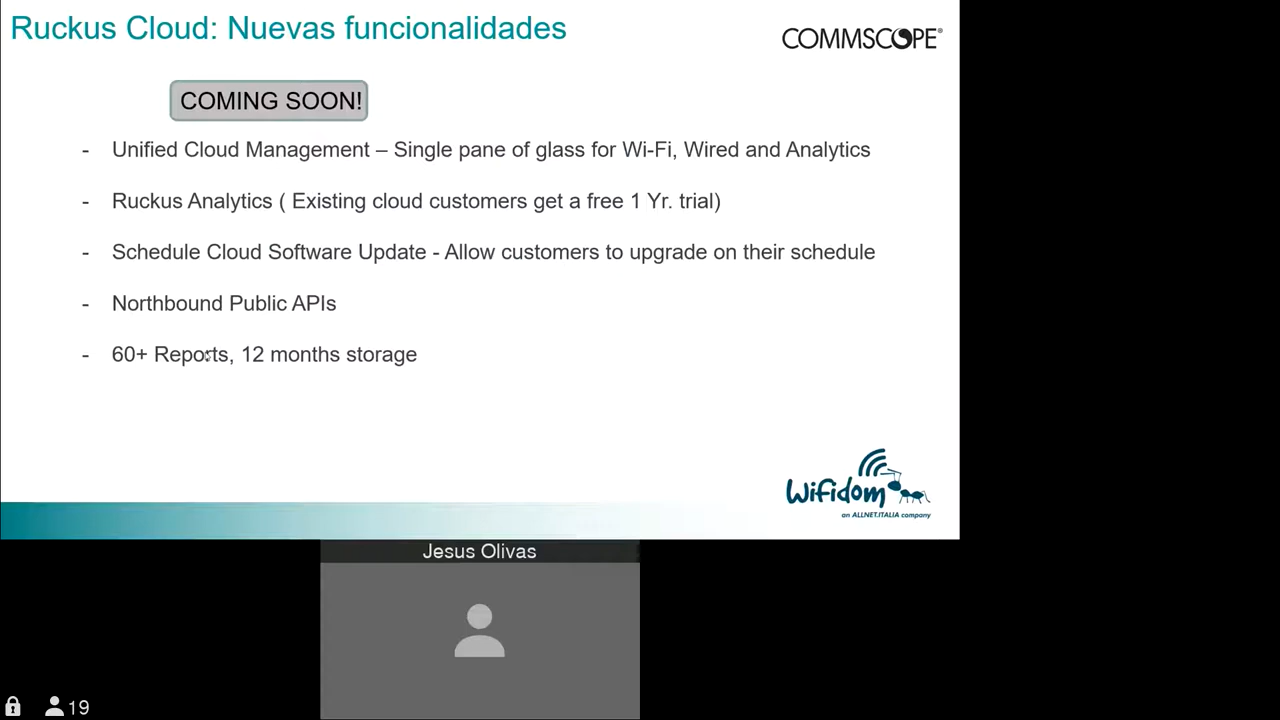 Ruckus Cloud: Nuevas funcionalidades
COMMSCOPE®
COMING SOON!
- Unified Cloud Management – Single pane of glass for Wi-Fi, Wired and Analytics
- Ruckus Analytics ( Existing cloud customers get a free 1 Yr. trial)
- Schedule Cloud Software Update - Allow customers to upgrade on their schedule
- Northbound Public APIs
- 60+ Reports, 12 months storage
Wifidom
an ALLNET.ITALIA company
Jesus Olivas
19